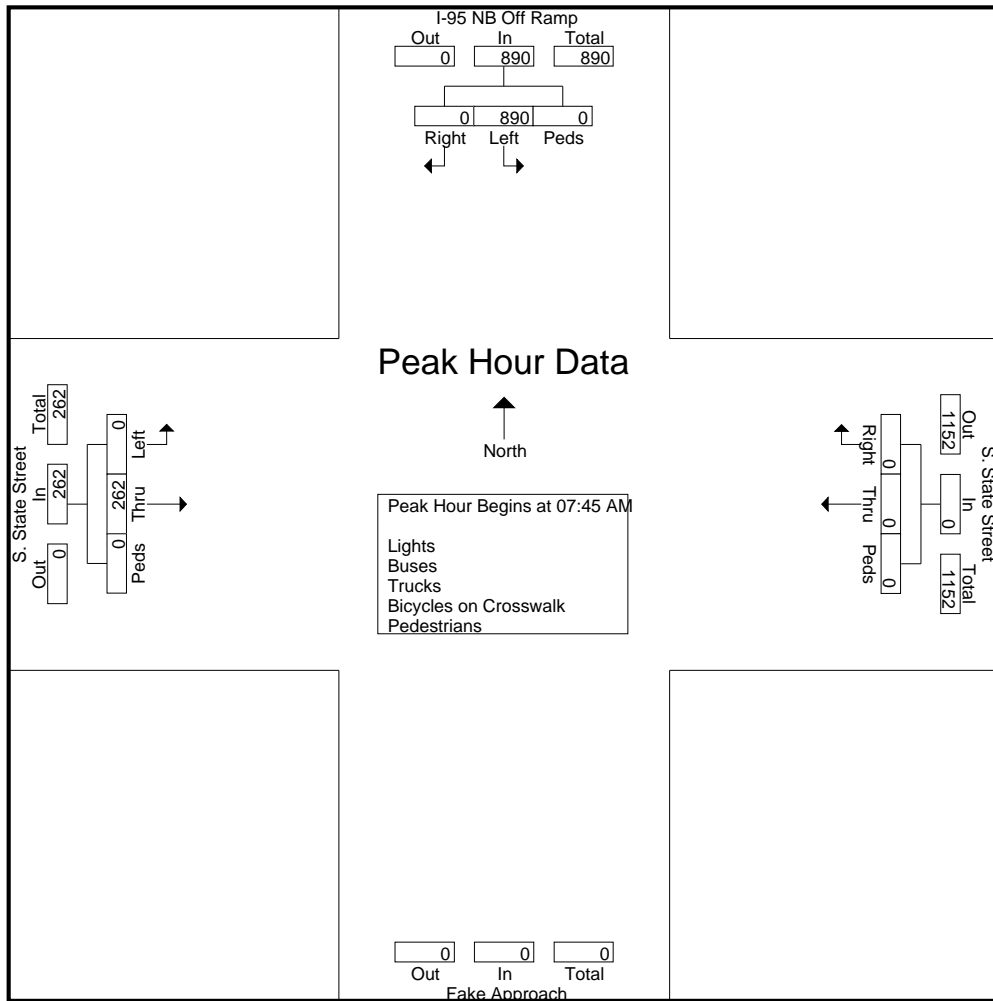 I-95 NB Off Ramp
Out In Total
0 890 890
0 890 0
Right Left Peds
Peak Hour Data
North
Peak Hour Begins at 07:45 AM
Lights
Buses
Trucks
Bicycles on Crosswalk
Pedestrians
S. State Street
Total In Out
262 262 0
0 262 0
Left Thru Peds
S. State Street
Out In Total
1152 0 1152
0 0 0
Right Thru Peds
0 0 0
Out In Total
Fake Approach